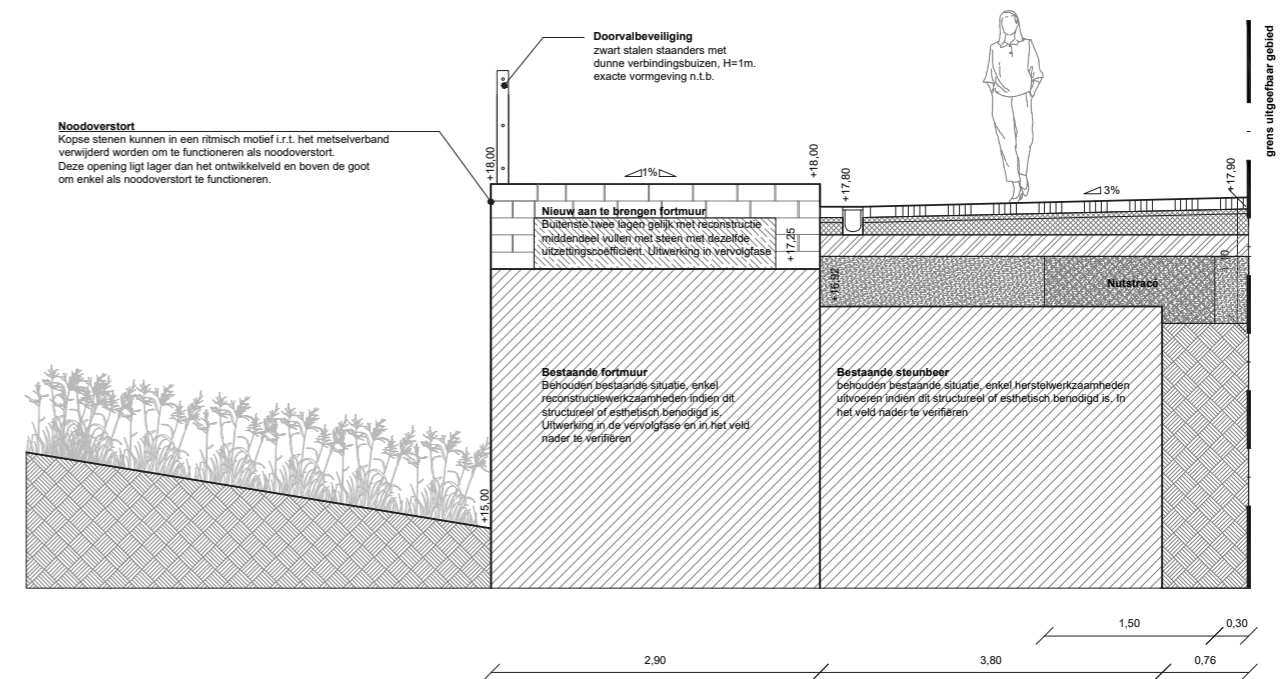 Doorvalbeveiliging
zwart stalen staanders met
dunne verbindingsbuizen, H=1m.
exacte vormgeving n.t.b.
grens uitgeefbaar gebied
Noodoverstort
Kopse stenen kunnen in een ritmisch motief i.r.t. het metselverband
verwijderd worden om te functioneren als noodoverstort.
Deze opening ligt lager dan het ontwikkelveld en boven de goot
om enkel als noodoverstort te functioneren.
+18,00
1%
+18,00
+17,80
3%
+17,90
Nieuw aan te brengen fortmuur
Buitenste twee lagen gelijk met reconstructie
middendeel vullen met steen met dezelfde
uitzettingscoëfficiënt. Uitwerking in vervolgfase
+17,25
+16,92
Nutstracé
Bestaande fortmuur
Behouden bestaande situatie, enkel
reconstructiewerkzaamheden indien dit
structureel of esthetisch benodigd is.
Uitwerking in de vervolgfase en in het veld
nader te verifiëren
Bestaande steunbeer
behouden bestaande situatie, enkel herstelwerkzaamheden
uitvoeren indien dit structureel of esthetisch benodigd is. In
het veld nader te verifiëren
+15,00
1,50
0,30
2,90
3,80
0,76